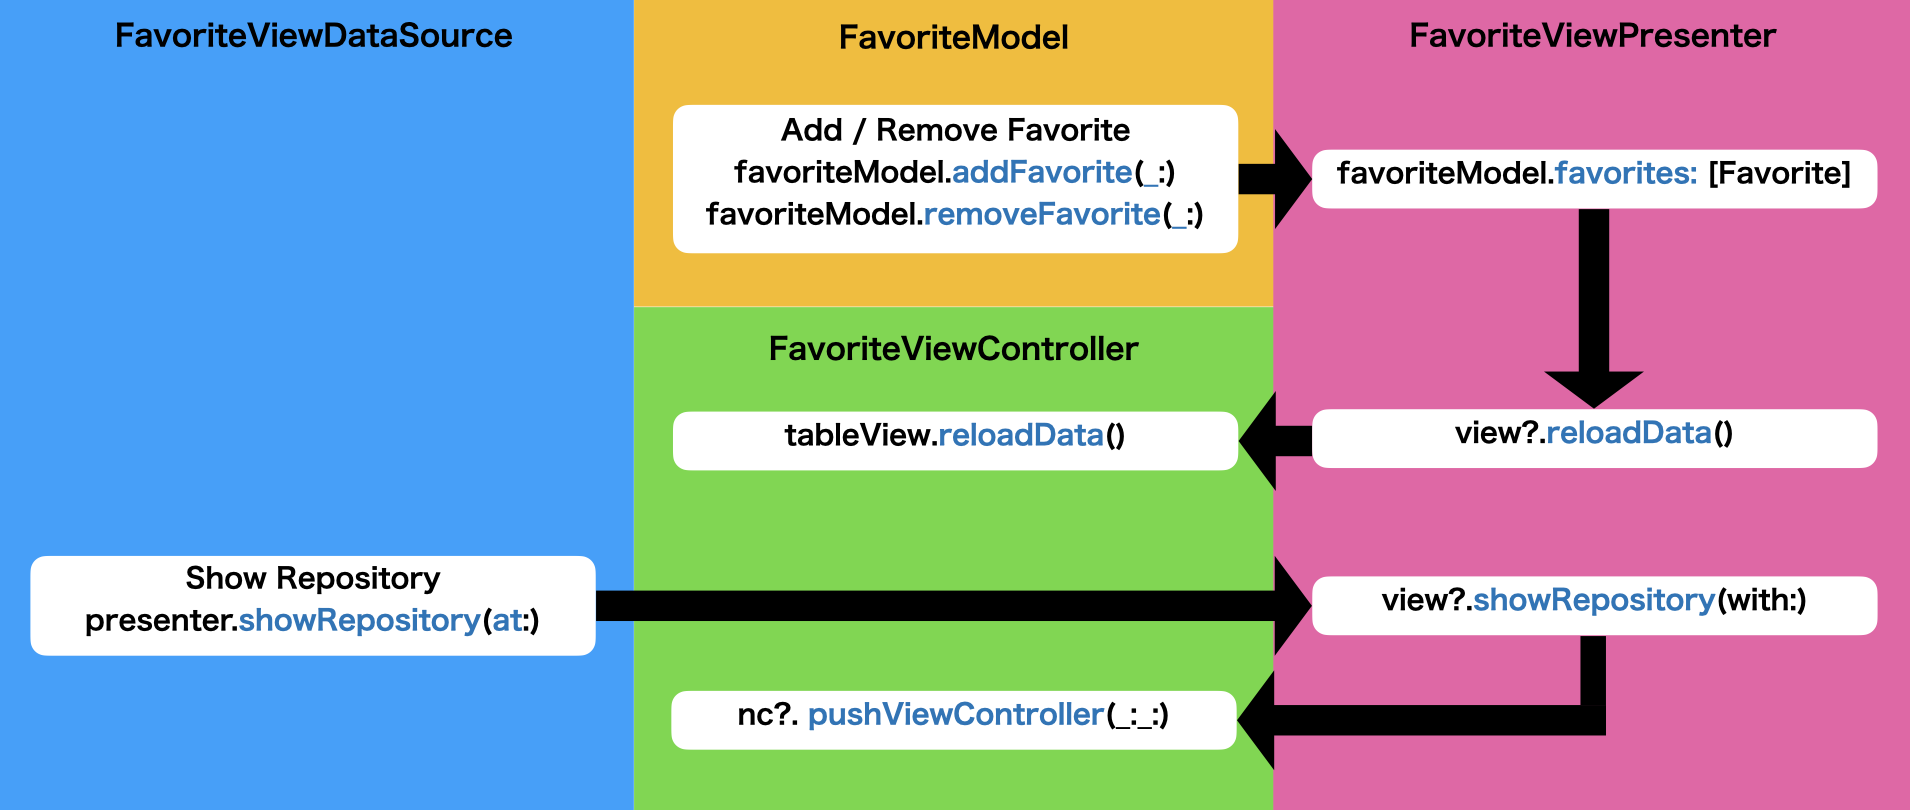 FavoriteViewDataSource
FavoriteModel
FavoriteViewPresenter
Add / Remove Favorite
favoriteModel.addFavorite(_:)
favoriteModel.removeFavorite(_:)
favoriteModel.favorites: [Favorite]
FavoriteViewController
tableView.reloadData()
view?.reloadData()
Show Repository
presenter.showRepository(at:)
view?.showRepository(with:)
nc?. pushViewController(_:_:)